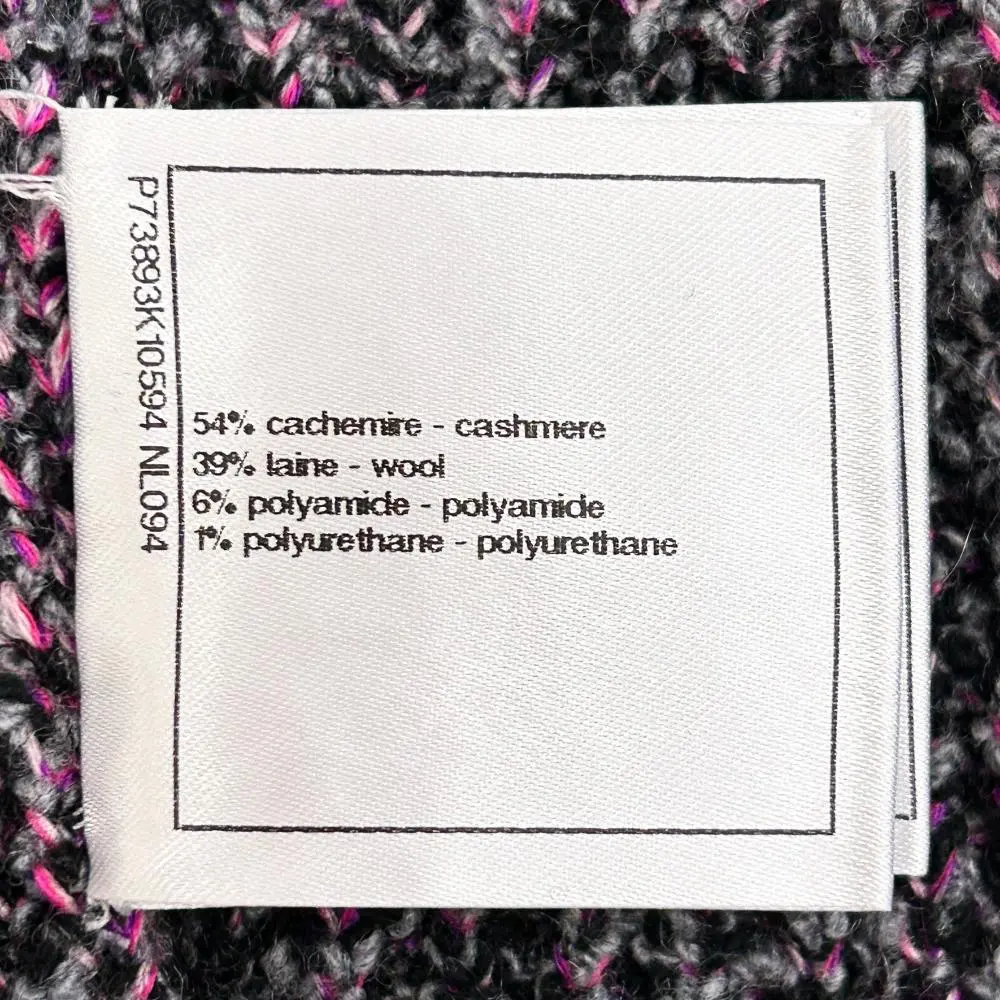 P73893K10594 NL094
54% cachemire - cashmere
39% laine - wool
6% polyamide - polyamide
1% polyurethane - polyurethane